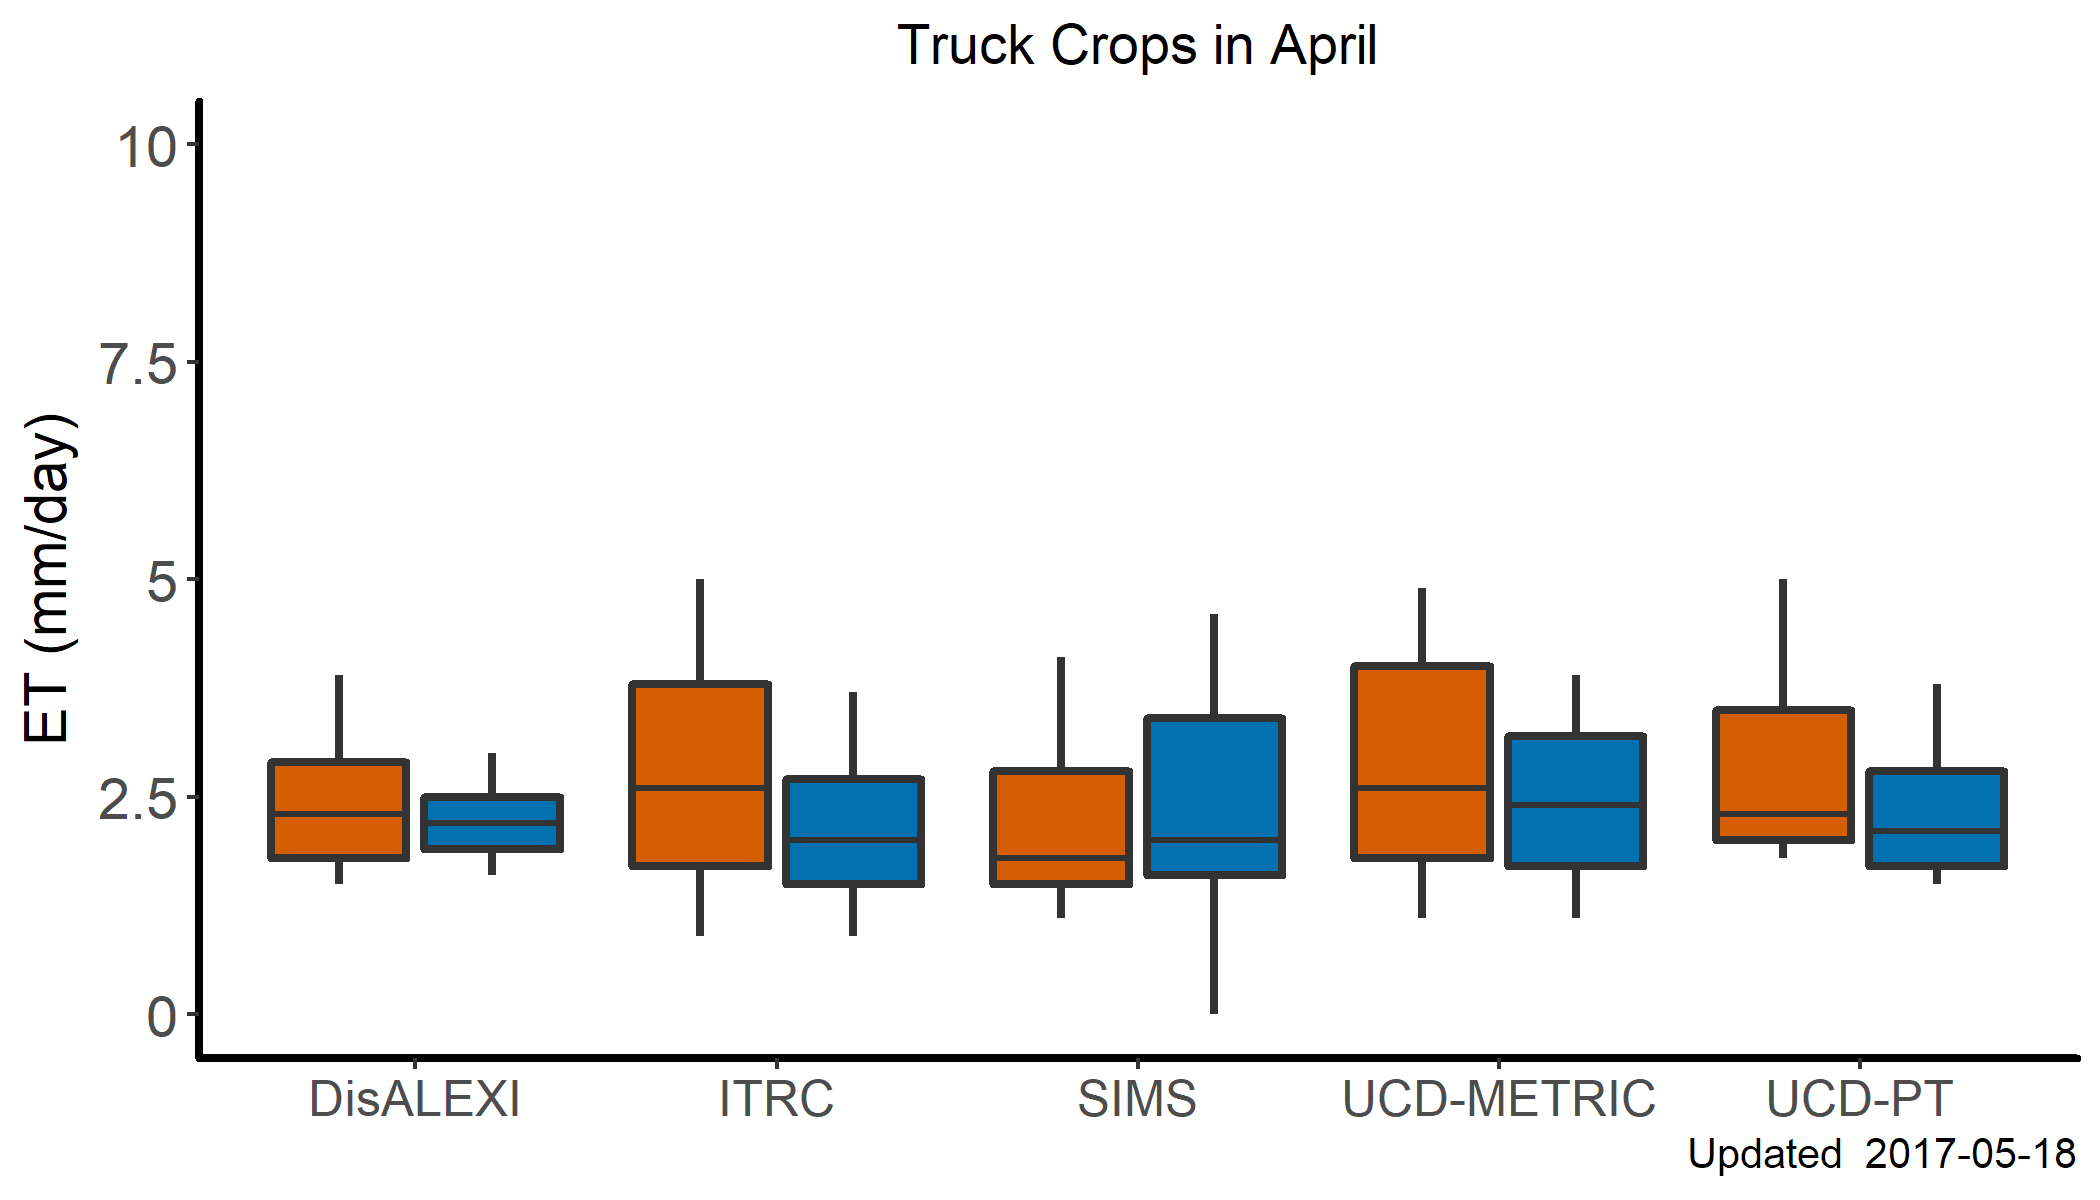 Truck Crops in April
10
7.5
5
2.5
0
ET (mm/day)
DisALEXI ITRC SIMS UCD-METRIC UCD-PT
Updated  2017-05-18